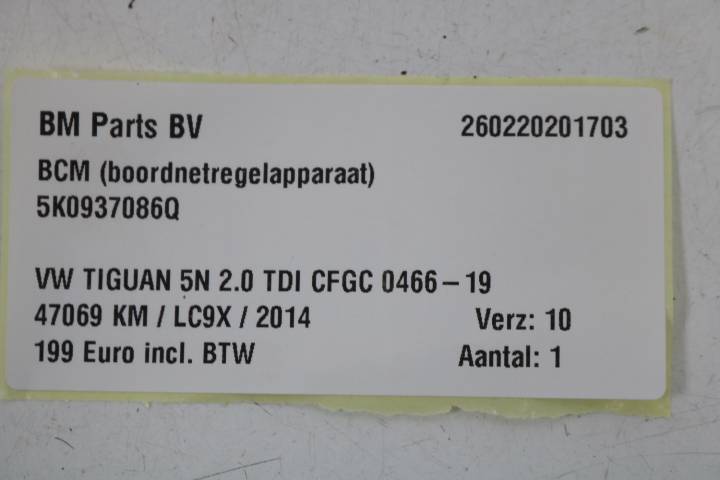 BM Parts BV 260220201703
BCM (boordnetregelapparaat)
5K0937086Q
VW TIGUAN 5N 2.0 TDI CFGC 0466-19
47069 KM / LC9X / 2014 Verz: 10
199 Euro incl. BTW Aantal: 1